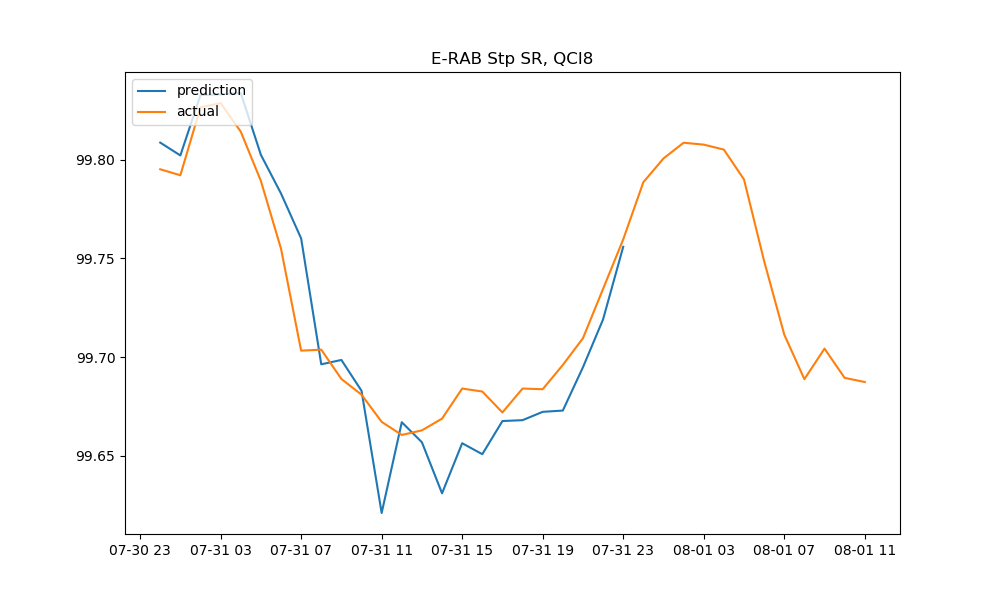 E-RAB Stp SR, QCI8
prediction
actual
99.80
99.75
99.70
99.65
07-30 23 07-31 03 07-31 07 07-31 11 07-31 15 07-31 19 07-31 23 08-01 03 08-01 07 08-01 11